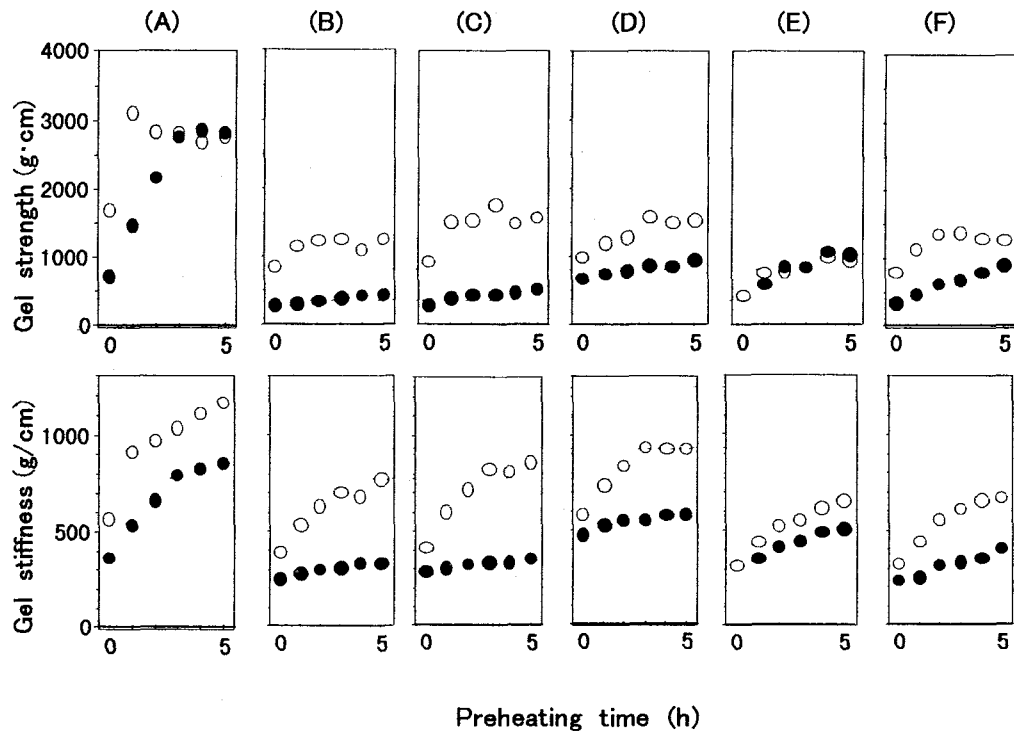 (A) (B) (C) (D) (E) (F)
Gel strength (g·cm)
4000
3000
2000
1000
0
0 5 0 5 0 5 0 5 0 5 0 5
Gel stiffness (g/cm)
1000
500
0
0 5 0 5 0 5 0 5 0 5 0 5
Preheating time (h)